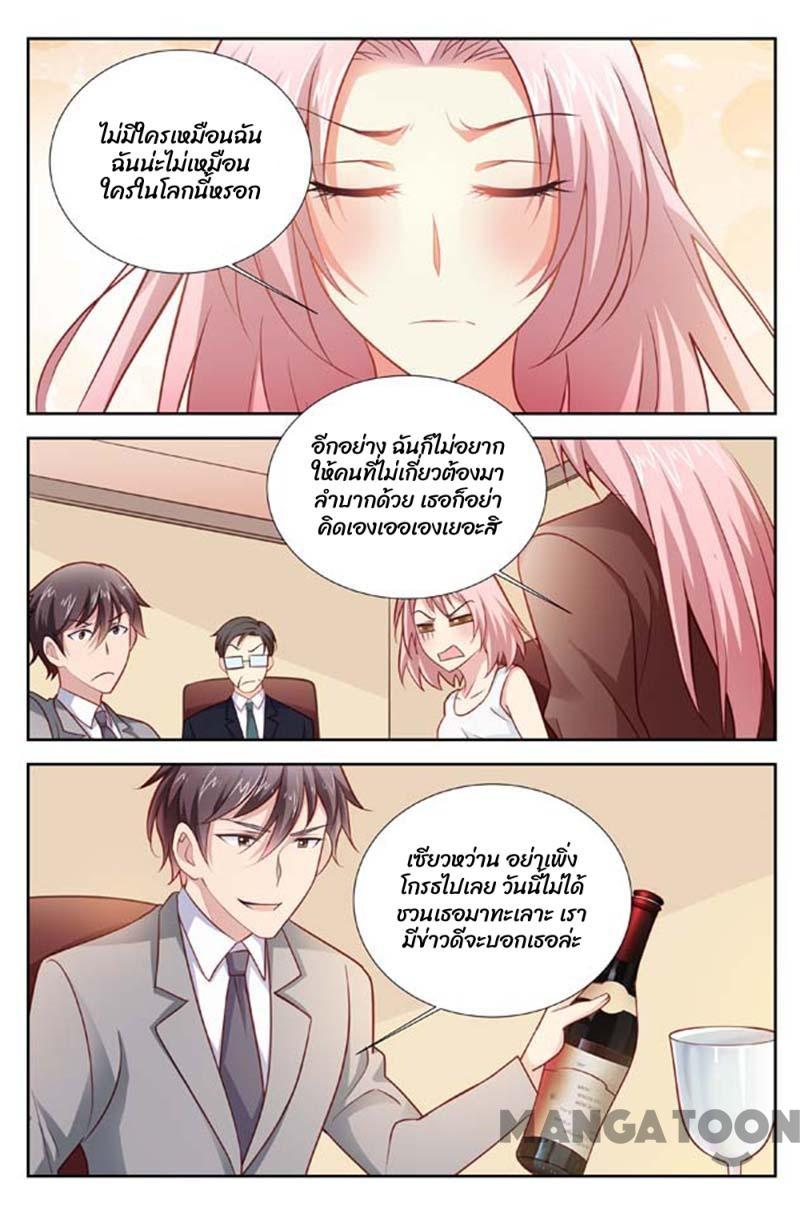 ไม่มีใครเหมือนฉัน
ฉันน่ะไม่เหมือน
ใครในโลกนี้หรอก
อีกอย่าง ฉันก็ไม่อยาก
ให้คนที่ไม่เกี่ยวต้องมา
ลำบากด้วย เธอก็อย่า
คิดเองเออเองเยอะสิ
เซียวหว่าน อย่าเพิ่ง
โกรธไปเลย วันนี้ไม่ได้
ชวนเธอมาทะเลาะ เรา
มีข่าวดีจะบอกเธอล่ะ
MANGA TOON